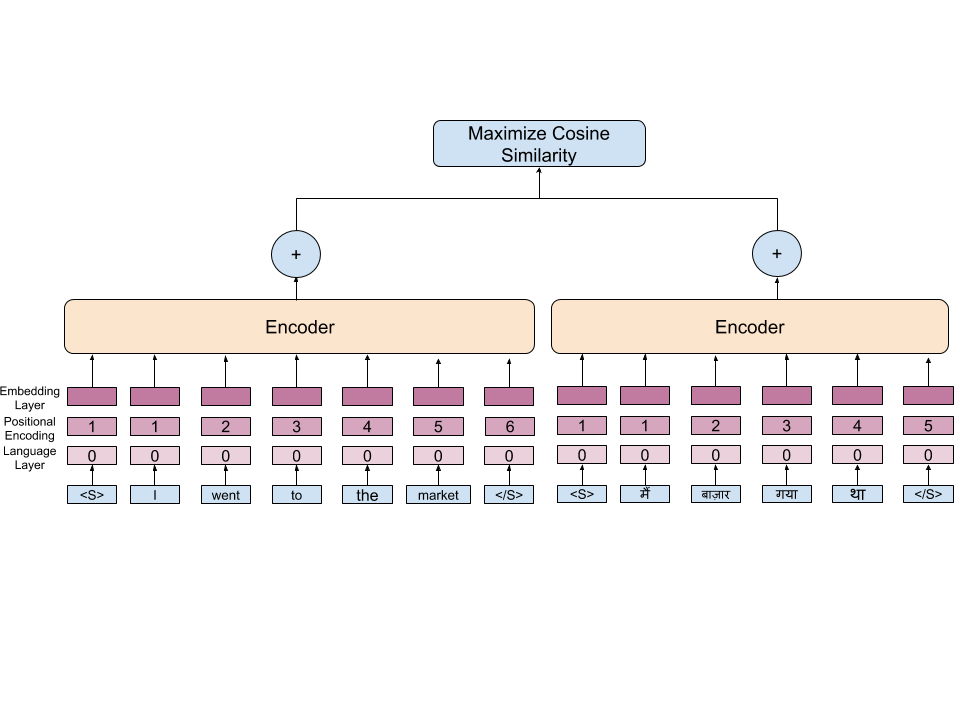 Maximize Cosine
Similarity
+ +
Encoder Encoder
Embedding
Layer
Positional
Encoding
1 1 2 3 4 5 6 1 1 2 3 4 5
Language
Layer
0 0 0 0 0 0 0 0 0 0 0 0 0
<S> I went to the market </S> <S> मैं बाज़ार गया था </S>